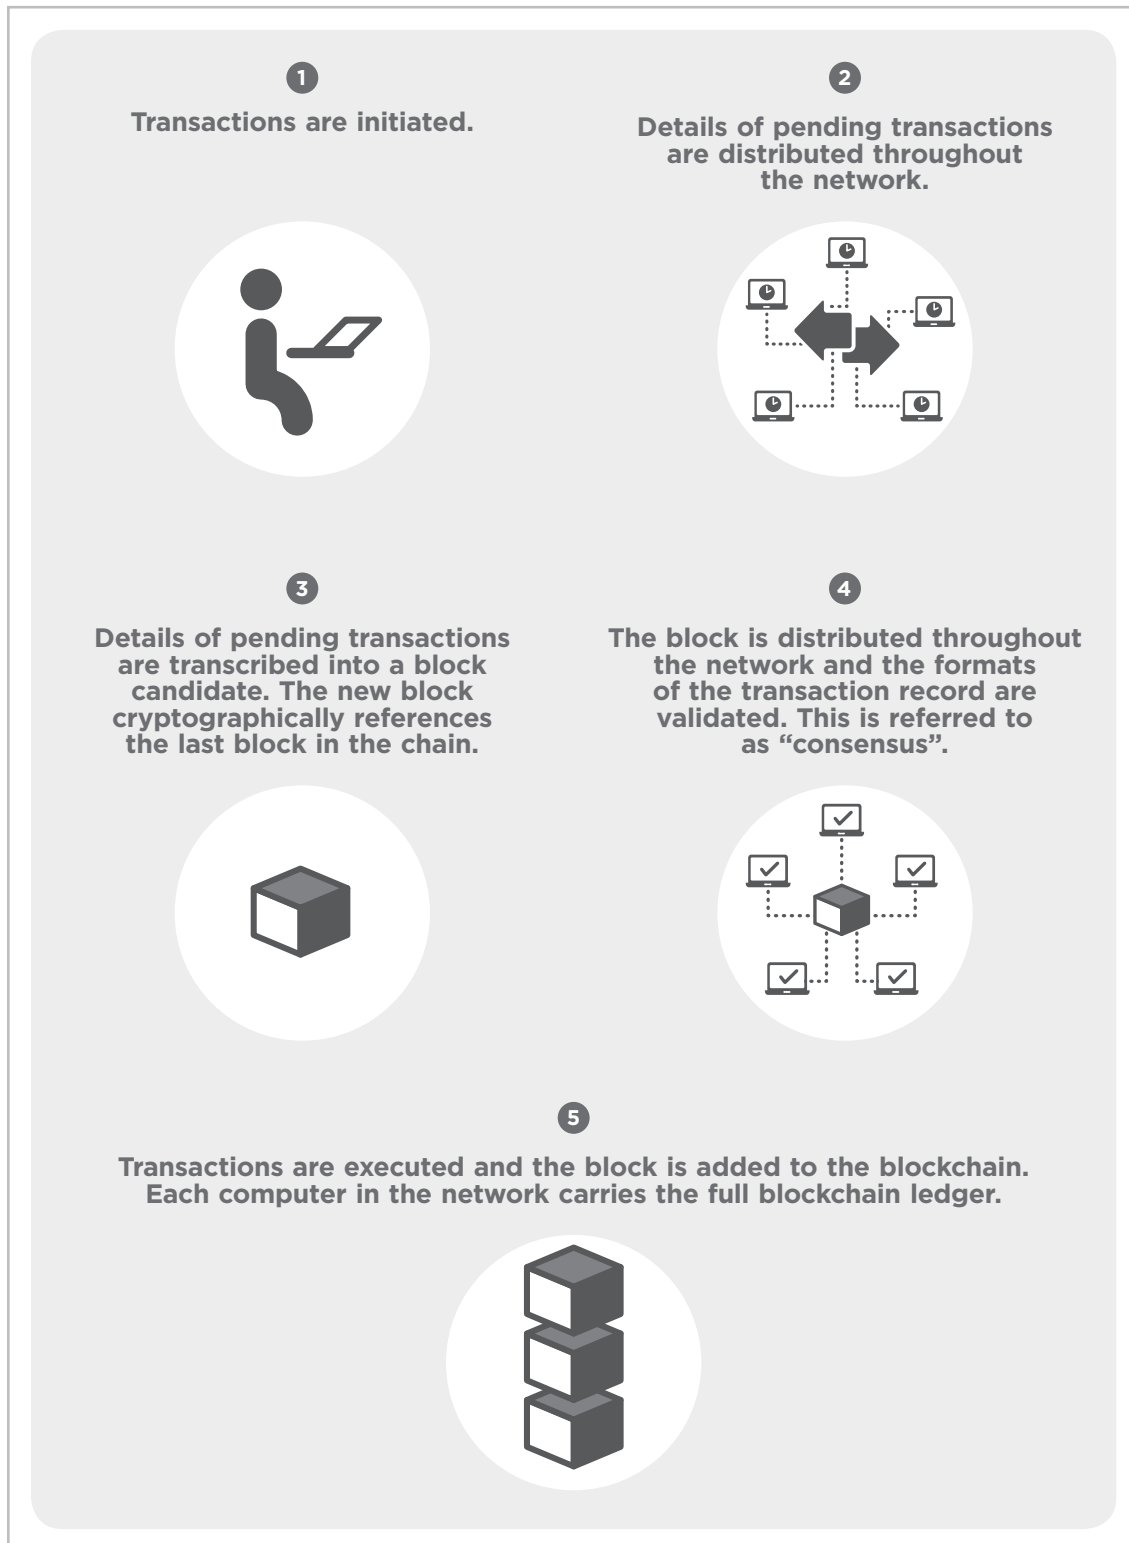 1
Transactions are initiated.
2
Details of pending transactions
are distributed throughout
the network.
3
Details of pending transactions
are transcribed into a block
candidate. The new block
cryptographically references
the last block in the chain.
4
The block is distributed throughout
the network and the formats
of the transaction record are
validated. This is referred to
as “consensus”.
5
Transactions are executed and the block is added to the blockchain.
Each computer in the network carries the full blockchain ledger.